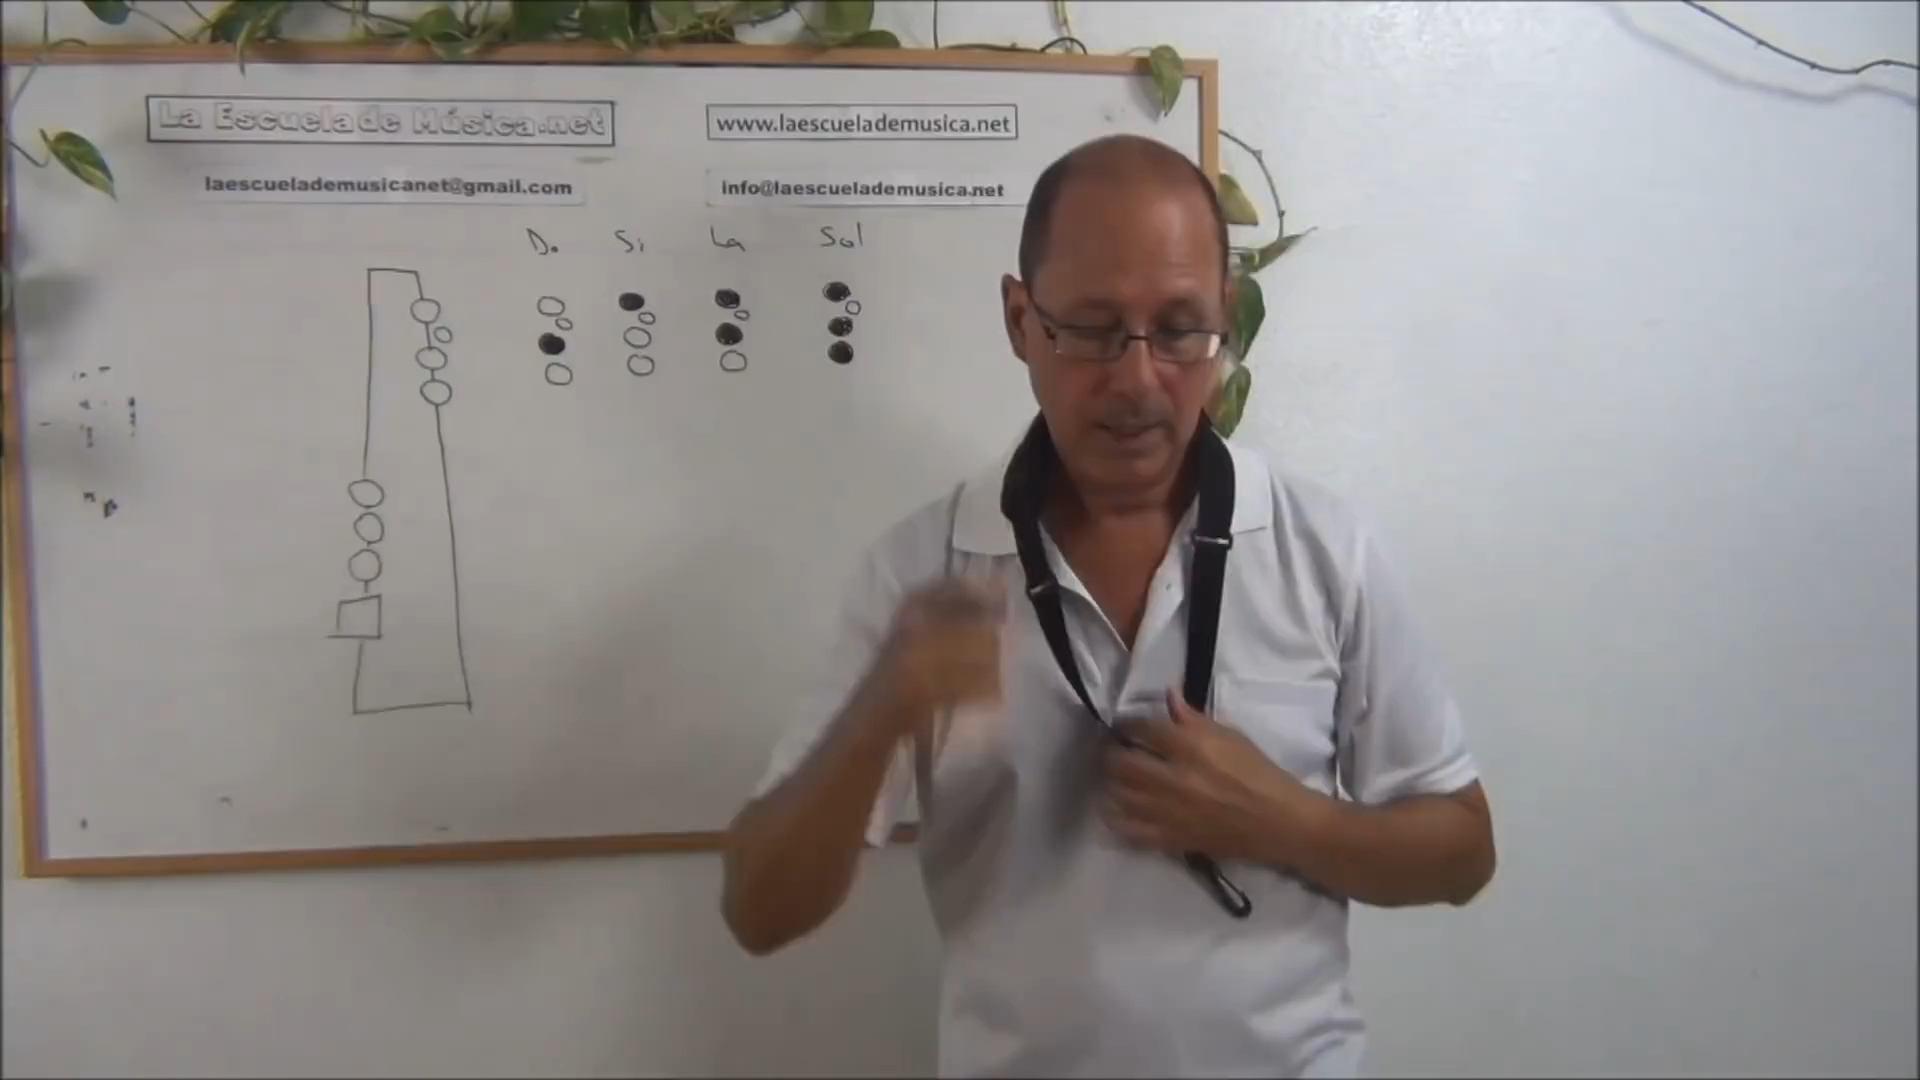 La Escuela de Música.net
www.laescuelademusica.net
laescuelademusicanet@gmail.com
info@laescuelademusica.net
Do Si La Sol